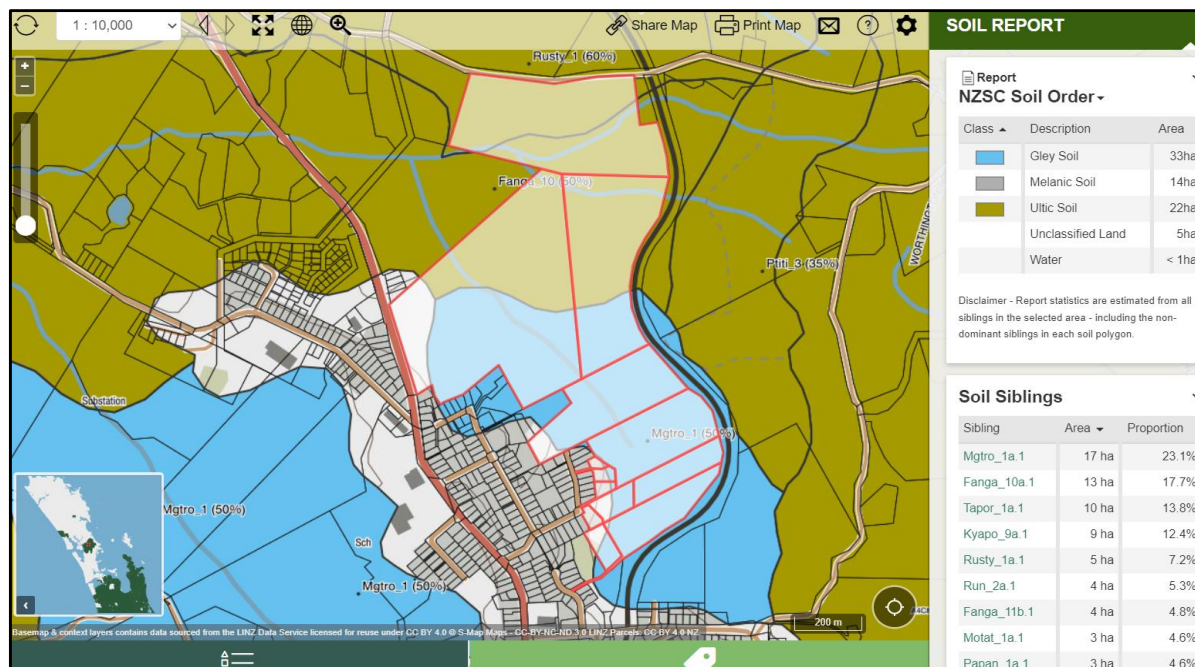 1 : 10,000
Share Map
Print Map
SOIL REPORT
Rusty_1 (60%)
Fanga_10 (50%)
Ptiti_3 (35%)
WORTHINGTON
Substation
Mgtro_1 (50%)
Mgtro_1 (50%)
Sch
Mgtro_1 (50%)
200 m
Basemap & context layers contains data sourced from the LINZ Data Service licensed for reuse under CC BY 4.0 © S-Map Maps - CC-BY-NC-ND 3.0 LINZ Parcels: CC BY 4.0 NZ
Report
NZSC Soil Order
Class Description Area
Gley Soil 33ha
Melanic Soil 14ha
Ultic Soil 22ha
Unclassified Land 5ha
Water < 1ha
Disclaimer - Report statistics are estimated from all
siblings in the selected area - including the non-
dominant siblings in each soil polygon.
Soil Siblings
Sibling Area Proportion
Mgtro_1a.1 17 ha 23.1%
Fanga_10a.1 13 ha 17.7%
Tapor_1a.1 10 ha 13.8%
Kyapo_9a.1 9 ha 12.4%
Rusty_1a.1 5 ha 7.2%
Run_2a.1 4 ha 5.3%
Fanga_11b.1 4 ha 4.8%
Motat_1a.1 3 ha 4.6%
Papan_1a.1 3 ha 4.6%